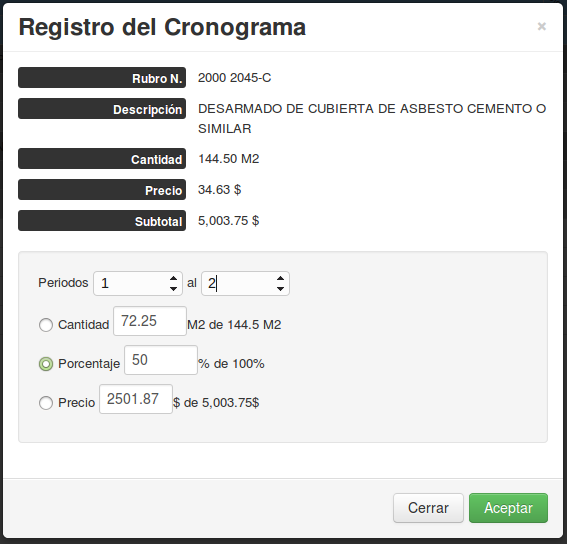 Registro del Cronograma ×
Rubro N. 2000 2045-C
Descripción DESARMADO DE CUBIERTA DE ASBESTO CEMENTO O
SIMILAR
Cantidad 144.50 M2
Precio 34.63 $
Subtotal 5,003.75 $
Periodos 1 al 2
Cantidad 72.25 M2 de 144.5 M2
Porcentaje 50 % de 100%
Precio 2501.87 $ de 5,003.75$
Cerrar Aceptar